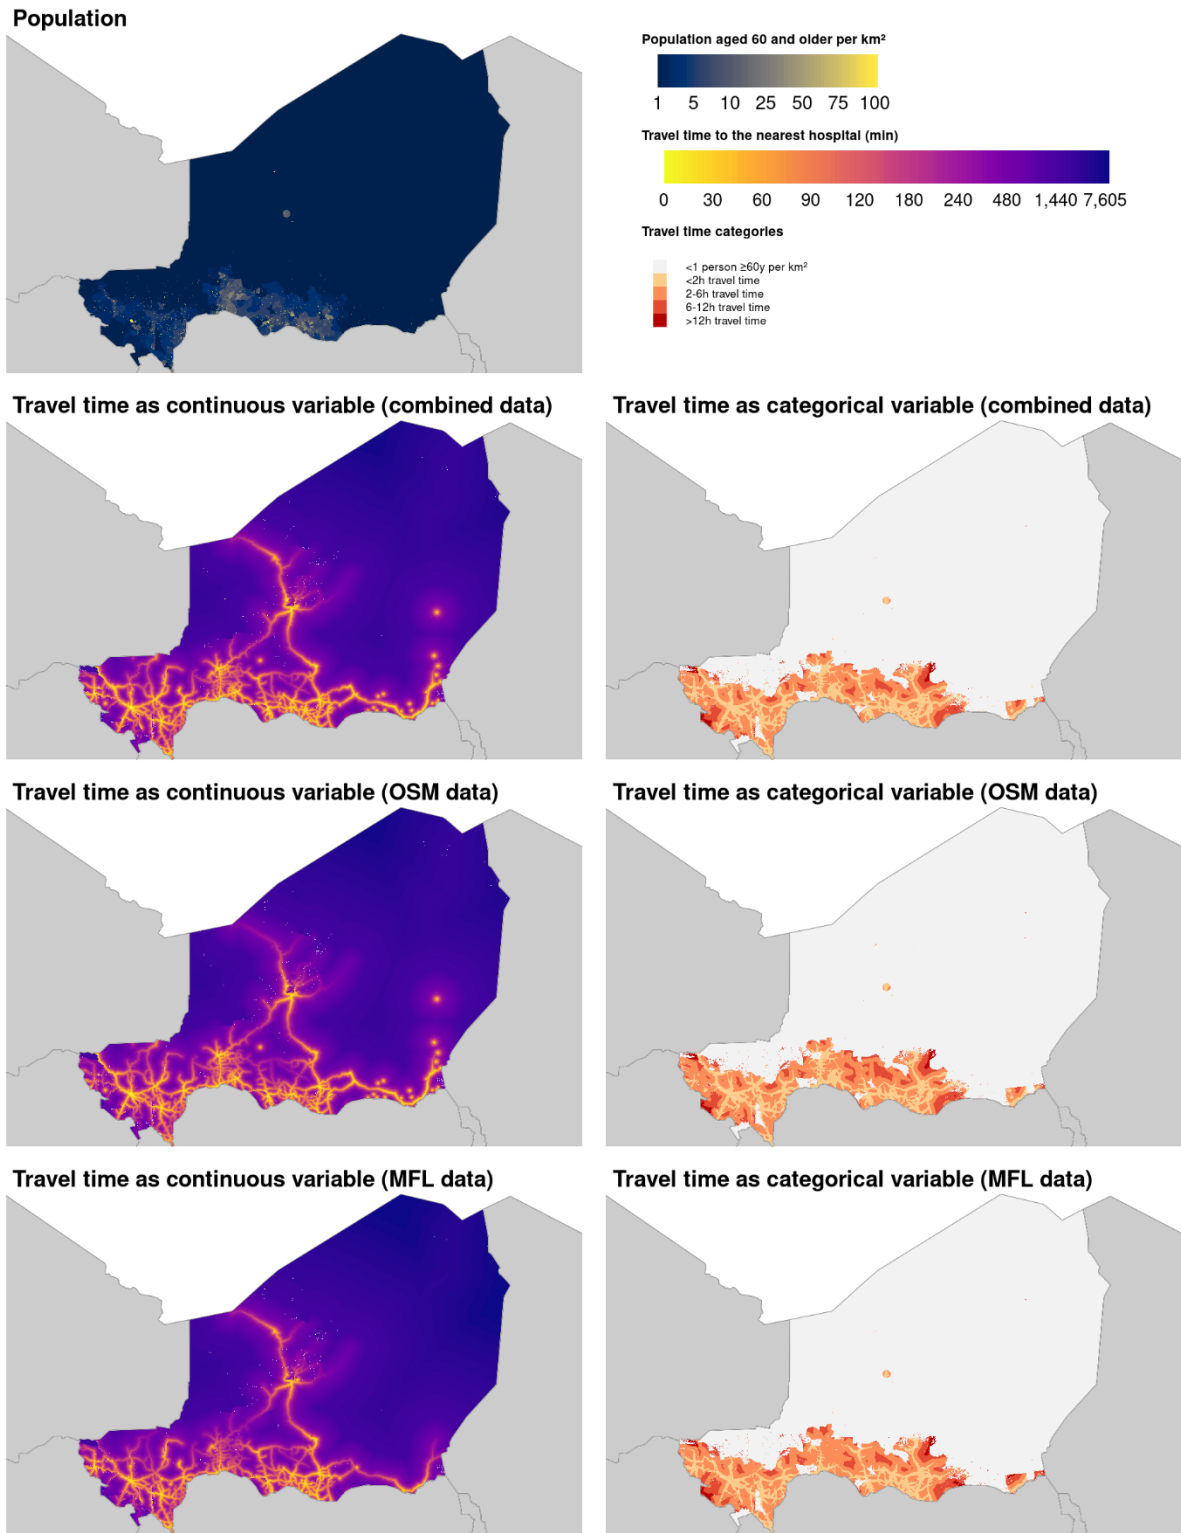 Population
Population aged 60 and older per km²
1 5 10 25 50 75 100
Travel time to the nearest hospital (min)
0 30 60 90 120 180 240 480 1,440 7,605
Travel time categories
<1 person ≥60y per km²
<2h travel time
2-6h travel time
6-12h travel time
>12h travel time
Travel time as continuous variable (combined data)
Travel time as categorical variable (combined data)
Travel time as continuous variable (OSM data)
Travel time as categorical variable (OSM data)
Travel time as continuous variable (MFL data)
Travel time as categorical variable (MFL data)